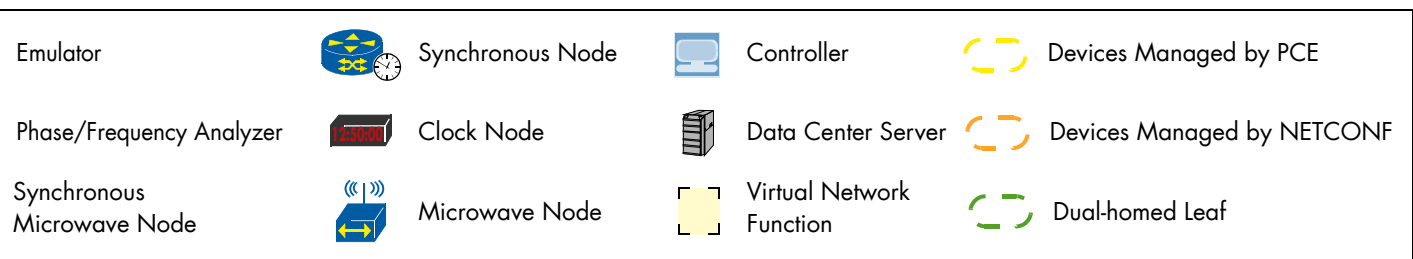 Emulator
Synchronous Node
Controller
Devices Managed by PCE
Phase/Frequency Analyzer
12:50:00
Clock Node
Data Center Server
Devices Managed by NETCONF
Synchronous
Microwave Node
Microwave Node
Virtual Network
Function
Dual-homed Leaf